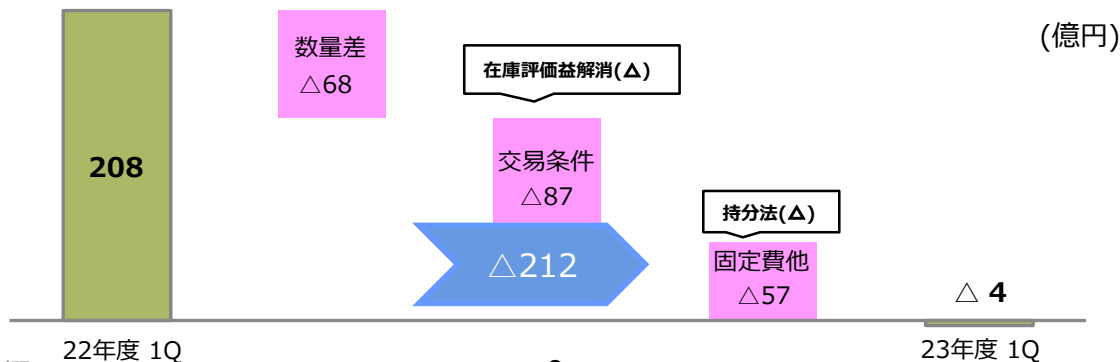 (億円)
数量差
△68
在庫評価益解消(△)
208
交易条件
△87
持分法(△)
△212
固定費他
△57
△ 4
22年度 1Q
23年度 1Q